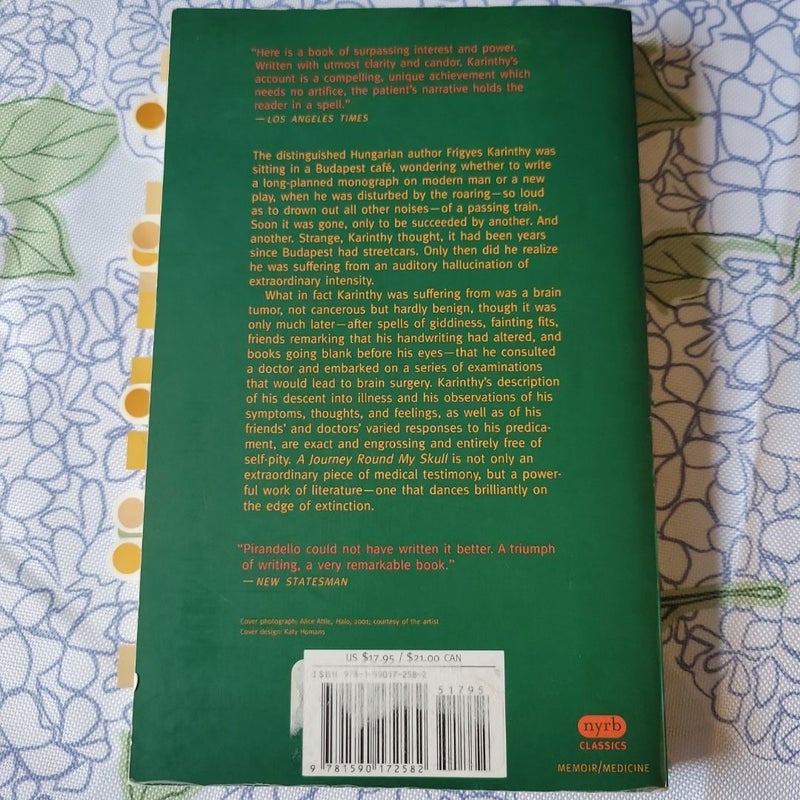 “Here is a book of surpassing interest and power.
Written with utmost clarity and candor, Karinthy’s
account is a compelling, unique achievement which
needs no artifice, the patient’s narrative holds the
reader in a spell.”
—LOS ANGELES TIMES
The distinguished Hungarian author Frigyes Karinthy was
sitting in a Budapest café, wondering whether to write
a long-planned monograph on modern man or a new
play, when he was disturbed by the roaring—so loud
as to drown out all other noises—of a passing train.
Soon it was gone, only to be succeeded by another. And
another. Strange, Karinthy thought, it had been years
since Budapest had streetcars. Only then did he realize
he was suffering from an auditory hallucination of
extraordinary intensity.
What in fact Karinthy was suffering from was a brain
tumor, not cancerous but hardly benign, though it was
only much later—after spells of giddiness, fainting fits,
friends remarking that his handwriting had altered, and
books going blank before his eyes—that he consulted
a doctor and embarked on a series of examinations
that would lead to brain surgery. Karinthy’s description
of his descent into illness and his observations of his
symptoms, thoughts, and feelings, as well as of his
friends’ and doctors’ varied responses to his predica-
ment, are exact and engrossing and entirely free of
self-pity. A Journey Round My Skull is not only an
extraordinary piece of medical testimony, but a power-
ful work of literature—one that dances brilliantly on
the edge of extinction.
“Pirandello could not have written it better. A triumph
of writing, a very remarkable book.”
—NEW STATESMAN
Cover photograph: Alice Attie, Halo, 2001; courtesy of the artist
Cover design: Katy Homans
US $17.95 / $21.00 CAN
ISBN 978-1-59017-258-2
51795
9 781590 172582
nyrb
CLASSICS
MEMOIR/MEDICINE